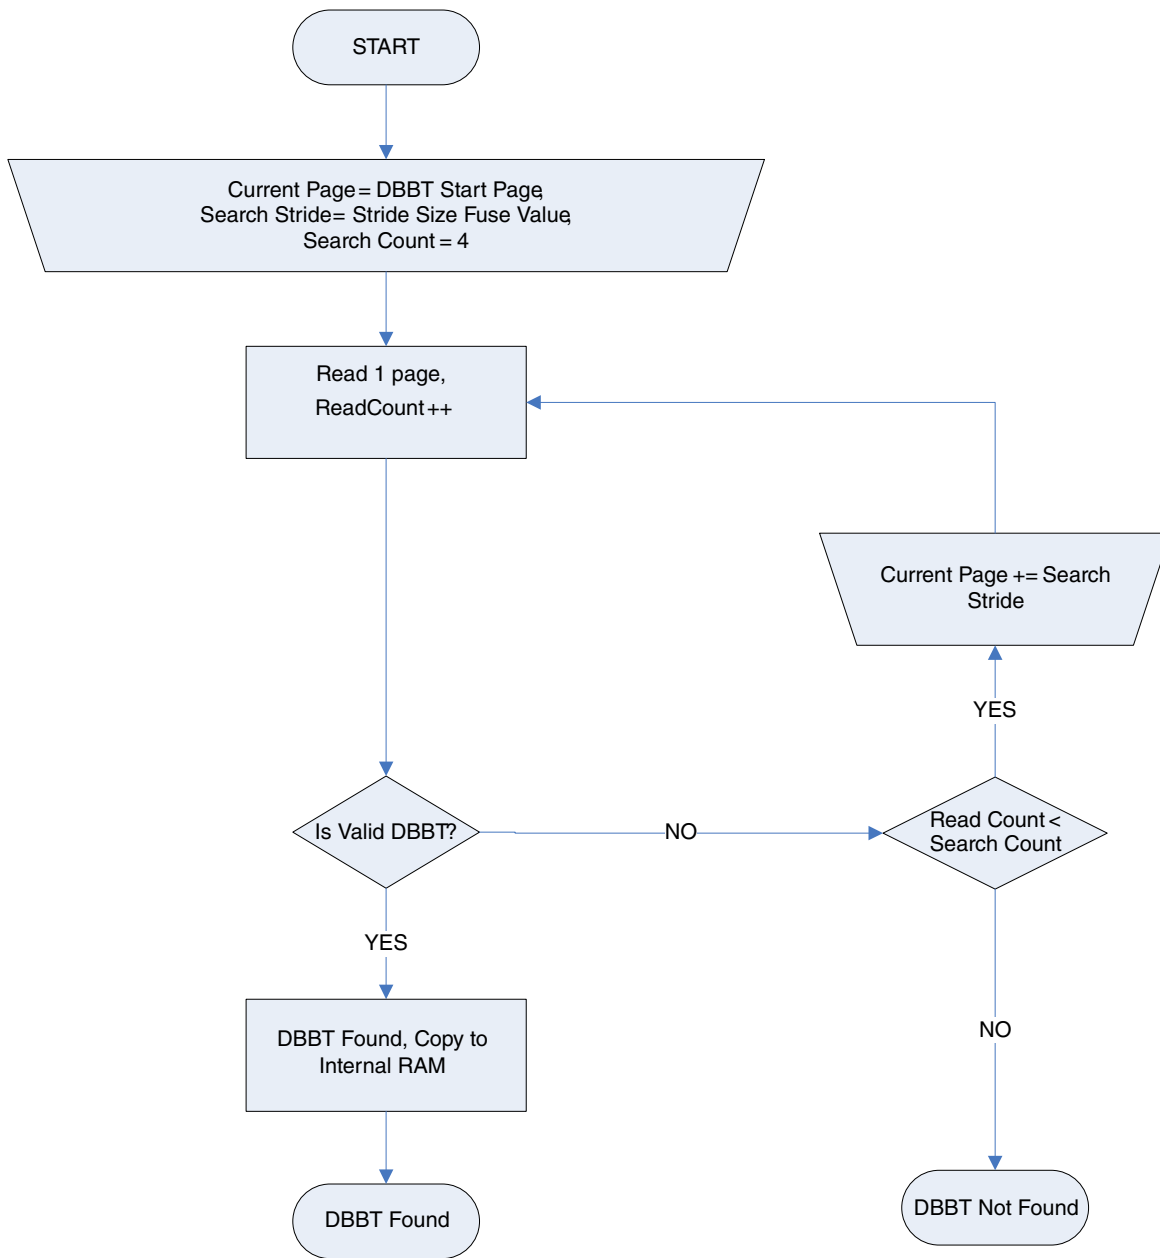 START
Current Page= DBBT Start Page,
Search Stride= Stride Size Fuse Value,
Search Count = 4
Read 1 page,
ReadCount ++
Current Page += Search
Stride
YES
Is Valid DBBT?
NO
Read Count <
Search Count
YES
DBBT Found, Copy to
Internal RAM
NO
DBBT Found
DBBT Not Found